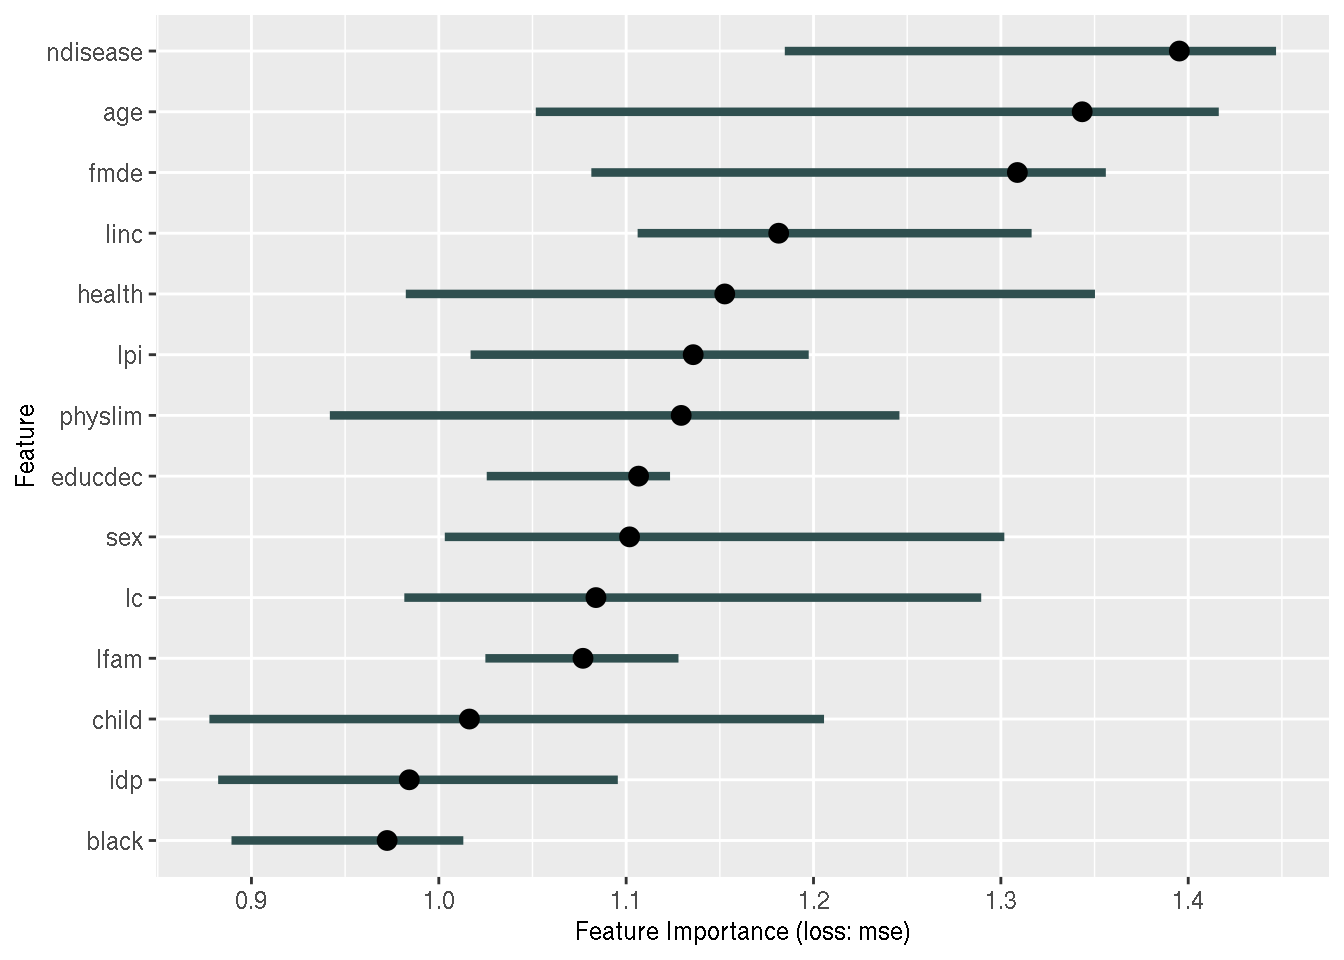 ndisease
age
fmde
linc
health
lpi
physlim
educdec
sex
lc
lfam
child
idp
black
Feature
0.9 1.0 1.1 1.2 1.3 1.4
Feature Importance (loss: mse)